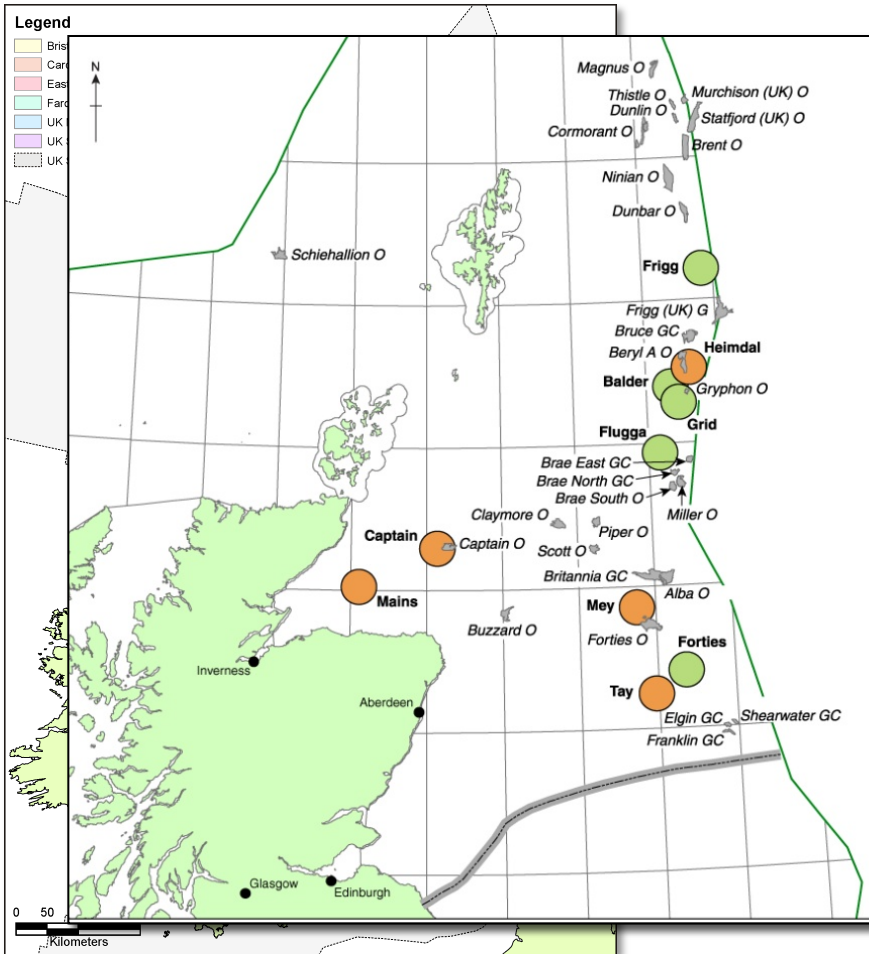 Legend
N
Magnus O
Thistle O
Murchison (UK) O
Dunlin O
Statfjord (UK) O
Cormorant O
Brent O
Ninian O
Dunbar O
Schiehallion O
Frigg
Frigg (UK) G
Bruce GC
Heimdal
Beryl A O
Balder
Gryphon O
Grid
Flugga
Brae East GC
Brae North GC
Brae South O
Miller O
Claymore O
Piper O
Captain
Captain O
Scott O
Britannia GC
Alba O
Mains
Mey
Buzzard O
Forties O
Forties
Inverness
Tay
Aberdeen
Elgin GC
Shearwater GC
Franklin GC
Glasgow
Edinburgh
0 50
Kilometers